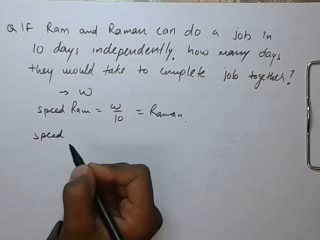 Q. If Ram and Raman can do a job in
10 days independently. how many days
they would take to complete job together?
→ W
speed Ram = W/10 = Raman.
speed